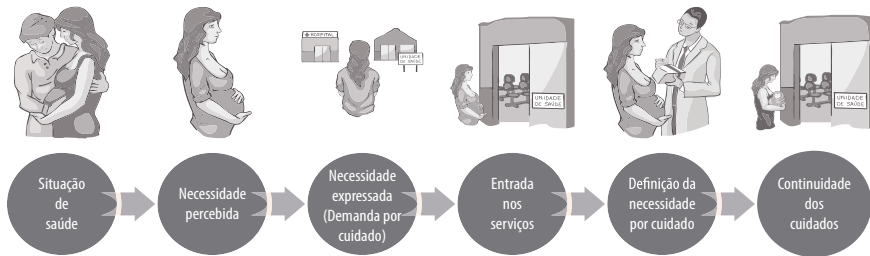 HOSPITAL
UNIDADE
DE SAÚDE
UNIDADE
DE SAÚDE
UNIDADE
DE SAÚDE
Situação
de
saúde
Necessidade
percebida
Necessidade
expressada
(Demanda por
cuidado)
Entrada
nos
serviços
Definição da
necessidade
por cuidado
Continuidade
dos
cuidados